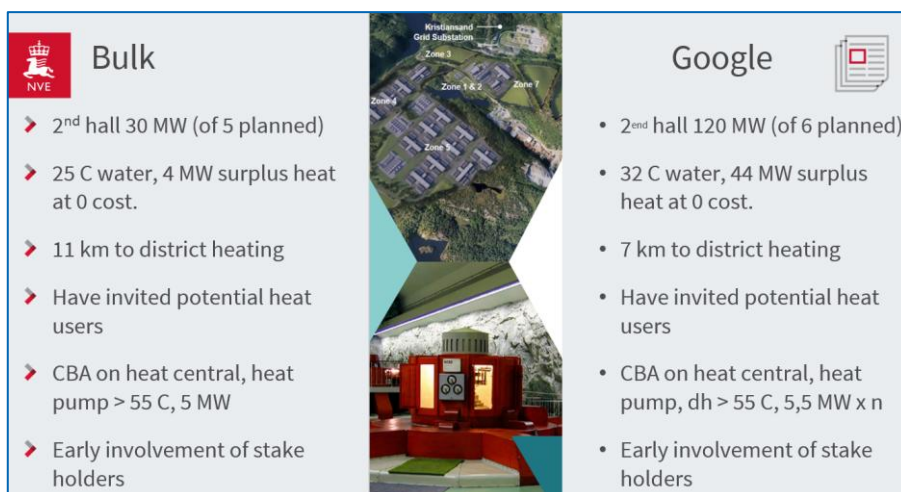 NVE
Bulk
2nd hall 30 MW (of 5 planned)
25 C water, 4 MW surplus heat
at 0 cost.
11 km to district heating
Have invited potential heat
users
CBA on heat central, heat
pump > 55 C, 5 MW
Early involvement of stake
holders
Kristiansand
Grid Substation
Zone 3
Zone 1 & 2
Zone 7
Zone 4
Zone 5
Google
2end hall 120 MW (of 6 planned)
32 C water, 44 MW surplus
heat at 0 cost.
7 km to district heating
Have invited potential heat
users
CBA on heat central, heat
pump, dh > 55 C, 5,5 MW x n
Early involvement of stake
holders